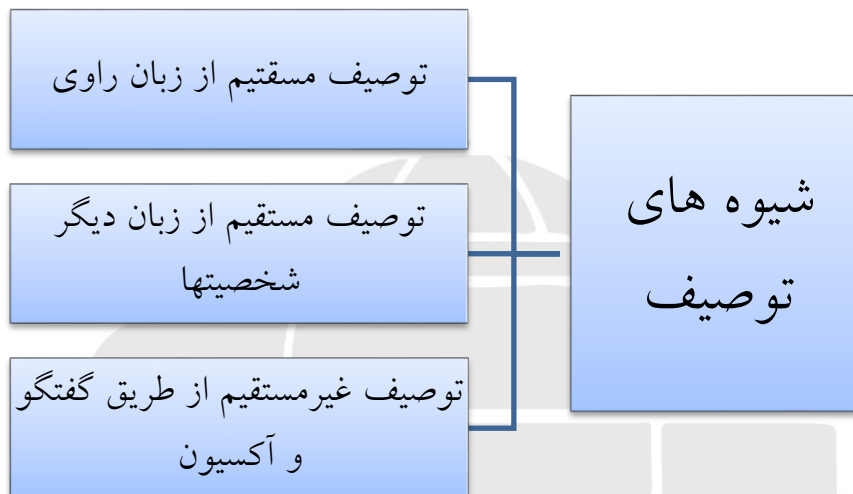 شیوه های
توصیف
توصیف مسقتیم از زبان راوی
توصیف مستقیم از زبان دیگر
شخصیتها
توصیف غیرمستقیم از طریق گفتگو
و آکسیون